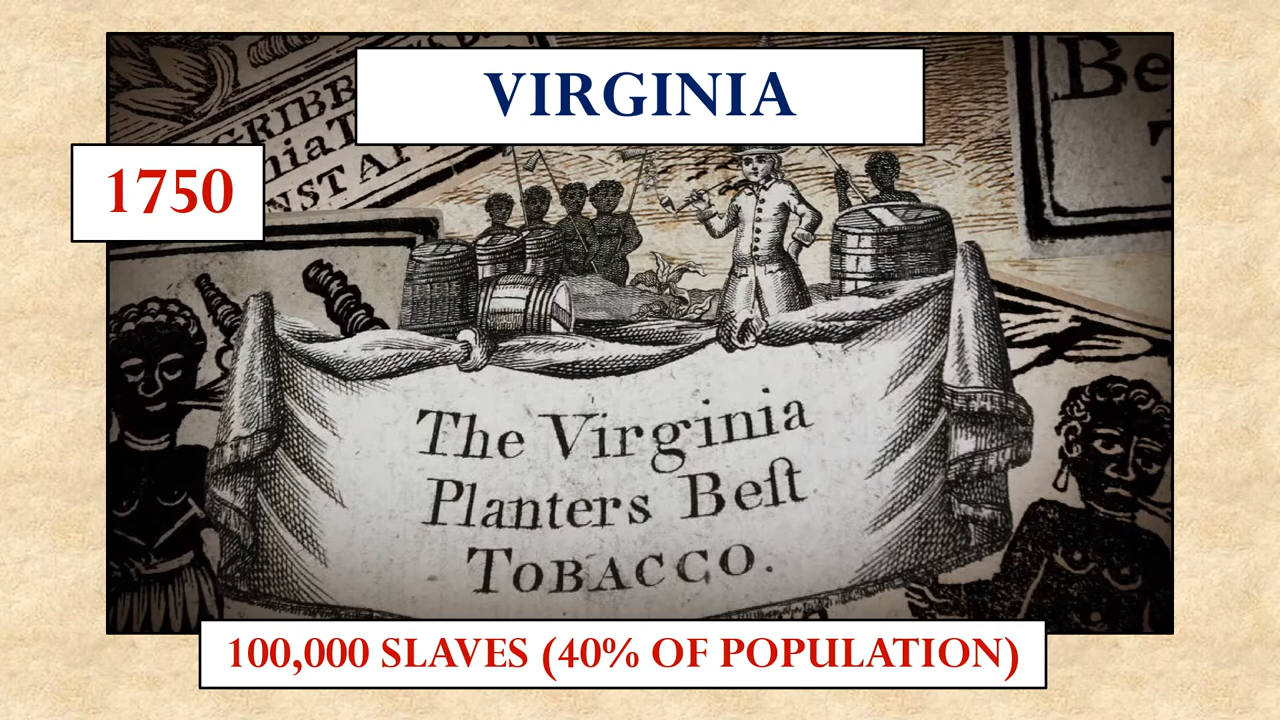 VIRGINIA
1750
The Virginia
Planters Beſt
TOBACCO.
100,000 SLAVES (40% OF POPULATION)